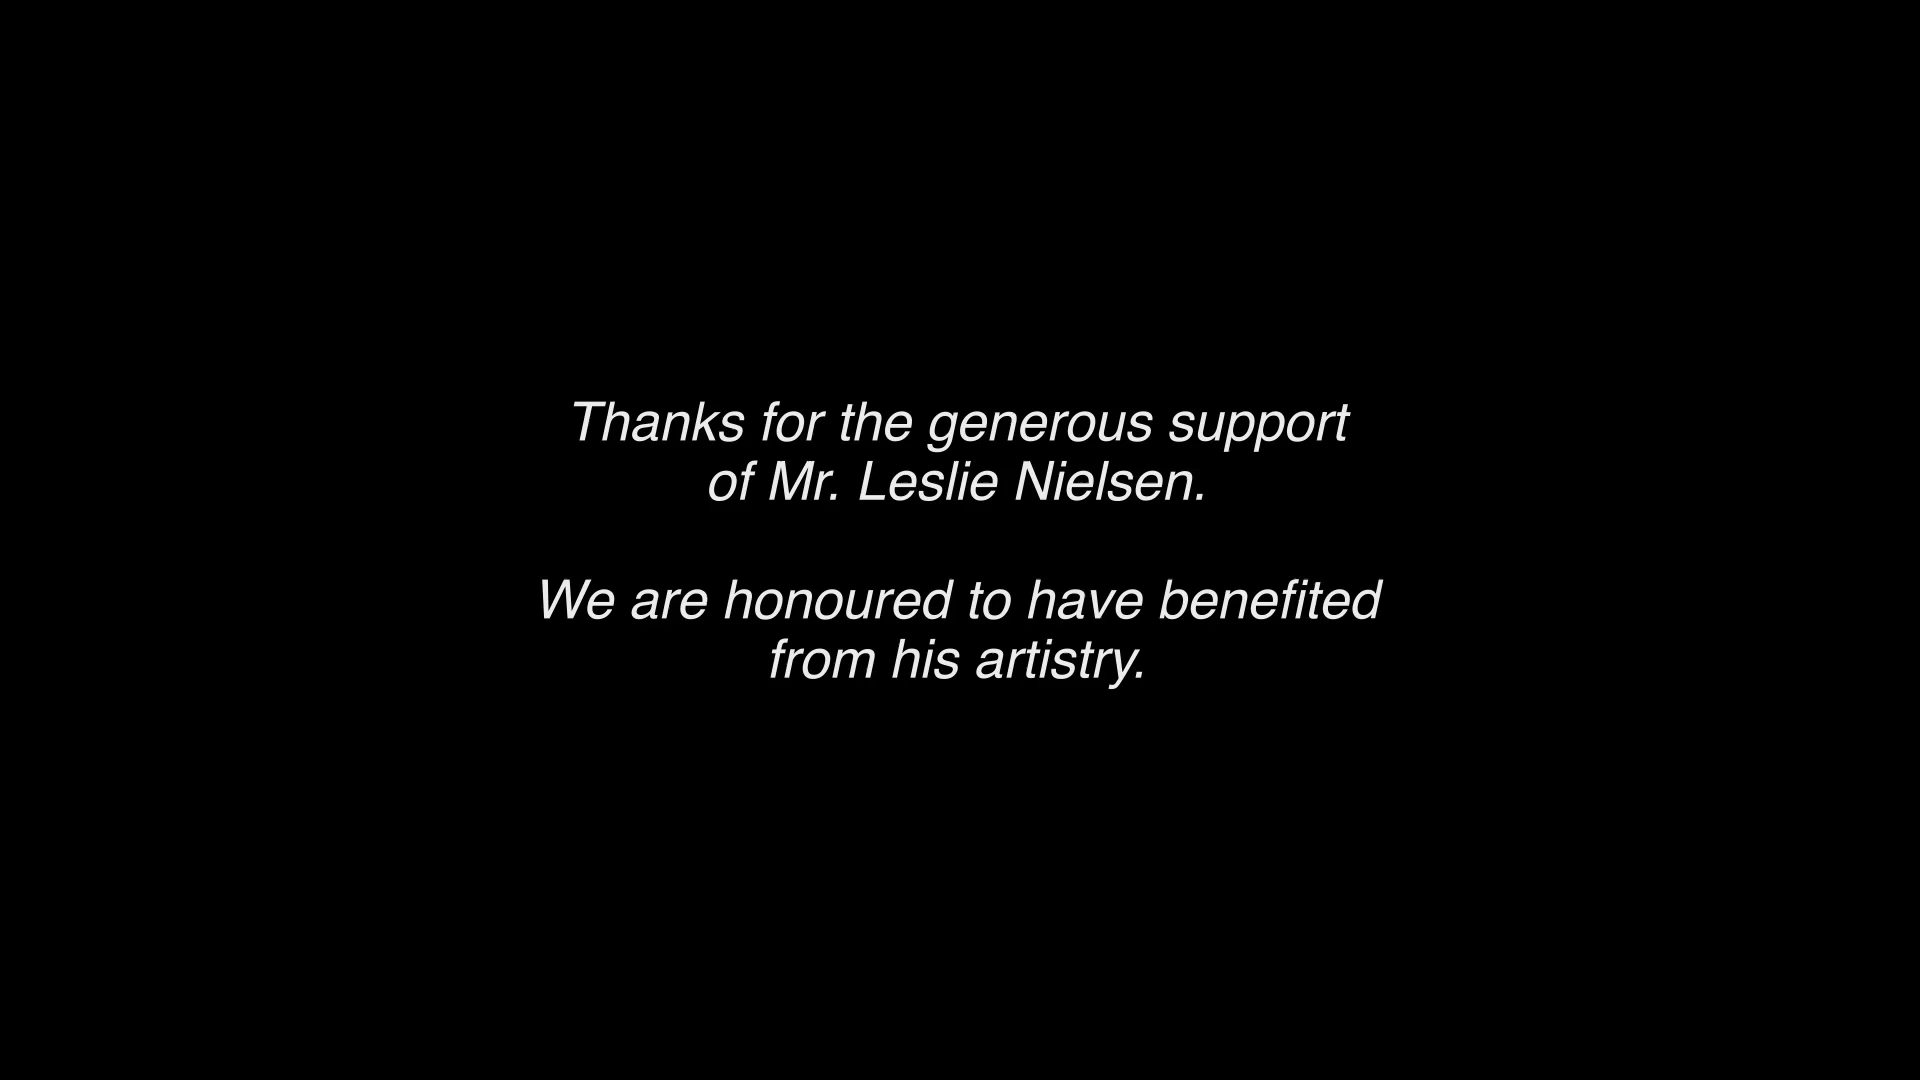 Thanks for the generous support
of Mr. Leslie Nielsen.
We are honoured to have benefited
from his artistry.